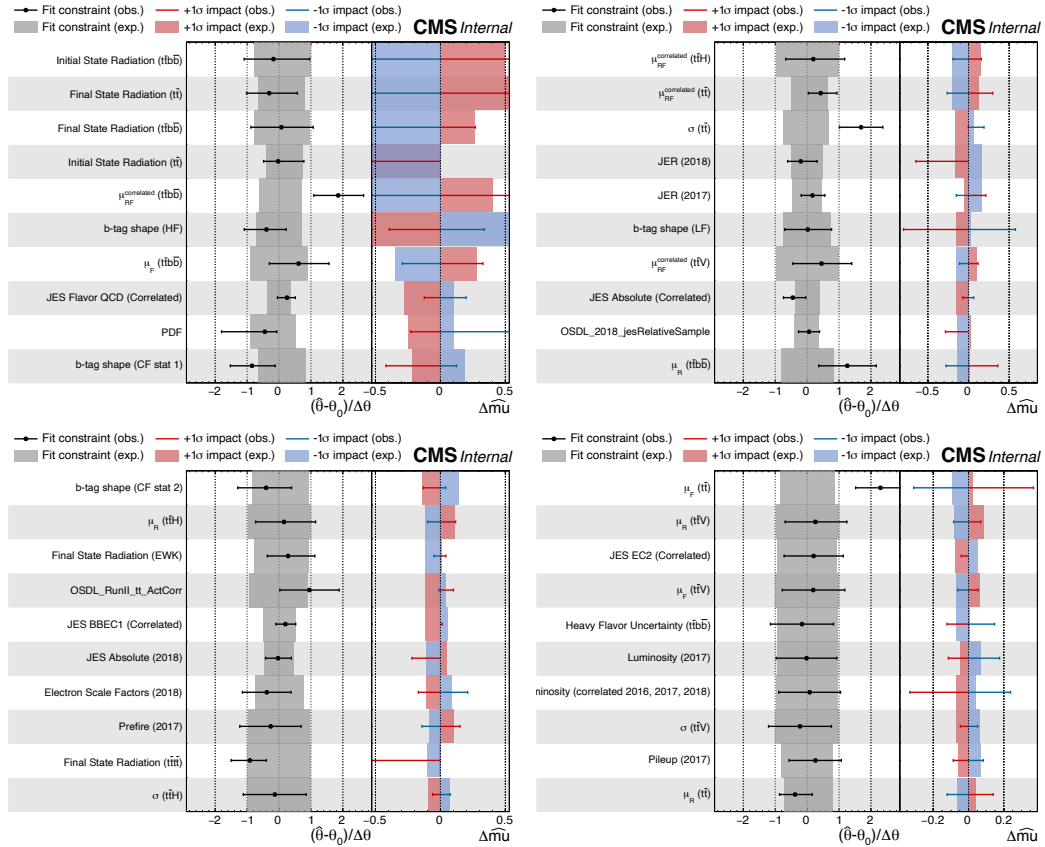 Fit constraint (obs.) +1σ impact (obs.) -1σ impact (obs.)
Fit constraint (exp.) +1σ impact (exp.) -1σ impact (exp.)
CMS Internal
Initial State Radiation (tt̄bb̄)
Final State Radiation (tt̄)
Final State Radiation (tt̄bb̄)
Initial State Radiation (tt̄)
μ_RF^correlated (tt̄bb̄)
b-tag shape (HF)
μ_F (tt̄bb̄)
JES Flavor QCD (Correlated)
PDF
b-tag shape (CF stat 1)
−2 −1 0 1 2 −0.5 0 0.5
(θ̂-θ₀)/Δθ Δm̂u
Fit constraint (obs.) +1σ impact (obs.) -1σ impact (obs.)
Fit constraint (exp.) +1σ impact (exp.) -1σ impact (exp.)
CMS Internal
μ_RF^correlated (tt̄H)
μ_RF^correlated (tt̄)
σ (tt̄)
JER (2018)
JER (2017)
b-tag shape (LF)
μ_RF^correlated (tt̄V)
JES Absolute (Correlated)
OSDL_2018_jesRelativeSample
μ_R (tt̄bb̄)
−2 −1 0 1 2 −0.5 0 0.5
(θ̂-θ₀)/Δθ Δm̂u
Fit constraint (obs.) +1σ impact (obs.) -1σ impact (obs.)
Fit constraint (exp.) +1σ impact (exp.) -1σ impact (exp.)
CMS Internal
b-tag shape (CF stat 2)
μ_R (tt̄H)
Final State Radiation (EWK)
OSDL_RunII_tt_ActCorr
JES BBEC1 (Correlated)
JES Absolute (2018)
Electron Scale Factors (2018)
Prefire (2017)
Final State Radiation (tt̄tt̄)
σ (tt̄H)
−2 −1 0 1 2 −0.5 0 0.5
(θ̂-θ₀)/Δθ Δm̂u
Fit constraint (obs.) +1σ impact (obs.) -1σ impact (obs.)
Fit constraint (exp.) +1σ impact (exp.) -1σ impact (exp.)
CMS Internal
μ_F (tt̄)
μ_R (tt̄V)
JES EC2 (Correlated)
μ_F (tt̄V)
Heavy Flavor Uncertainty (tt̄bb̄)
Luminosity (2017)
ninosity (correlated 2016, 2017, 2018)
σ (tt̄V)
Pileup (2017)
μ_R (tt̄)
−2 −1 0 1 2 −0.2 0 0.2
(θ̂-θ₀)/Δθ Δm̂u